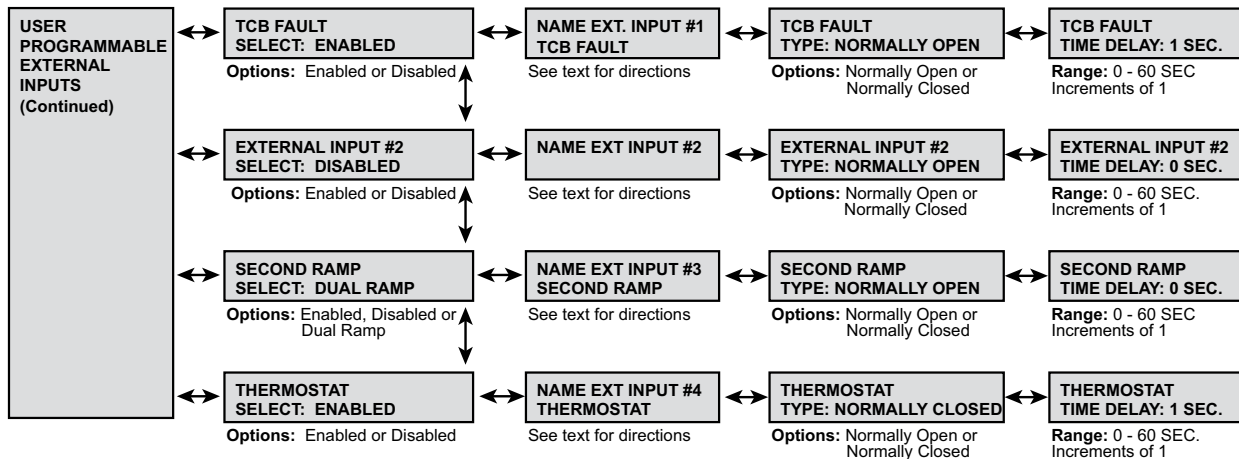 USER
PROGRAMMABLE
EXTERNAL
INPUTS
(Continued)
TCB FAULT
SELECT: ENABLED
Options: Enabled or Disabled
NAME EXT. INPUT #1
TCB FAULT
See text for directions
TCB FAULT
TYPE: NORMALLY OPEN
Options: Normally Open or
Normally Closed
TCB FAULT
TIME DELAY: 1 SEC.
Range: 0 - 60 SEC
Increments of 1
EXTERNAL INPUT #2
SELECT: DISABLED
Options: Enabled or Disabled
NAME EXT INPUT #2
See text for directions
EXTERNAL INPUT #2
TYPE: NORMALLY OPEN
Options: Normally Open or
Normally Closed
EXTERNAL INPUT #2
TIME DELAY: 0 SEC.
Range: 0 - 60 SEC.
Increments of 1
SECOND RAMP
SELECT: DUAL RAMP
Options: Enabled, Disabled or
Dual Ramp
NAME EXT INPUT #3
SECOND RAMP
See text for directions
SECOND RAMP
TYPE: NORMALLY OPEN
Options: Normally Open or
Normally Closed
SECOND RAMP
TIME DELAY: 0 SEC.
Range: 0 - 60 SEC
Increments of 1
THERMOSTAT
SELECT: ENABLED
Options: Enabled or Disabled
NAME EXT INPUT #4
THERMOSTAT
See text for directions
THERMOSTAT
TYPE: NORMALLY CLOSED
Options: Normally Open or
Normally Closed
THERMOSTAT
TIME DELAY: 1 SEC.
Range: 0 - 60 SEC.
Increments of 1